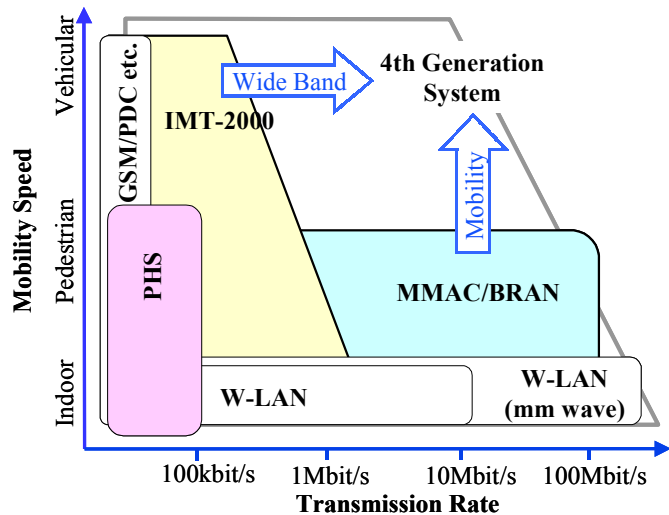 Mobility Speed
Vehicular
Pedestrian
Indoor
GSM/PDC etc.
PHS
IMT-2000
Wide Band
4th Generation
System
Mobility
MMAC/BRAN
W-LAN
W-LAN
(mm wave)
100kbit/s
1Mbit/s
10Mbit/s
100Mbit/s
Transmission Rate